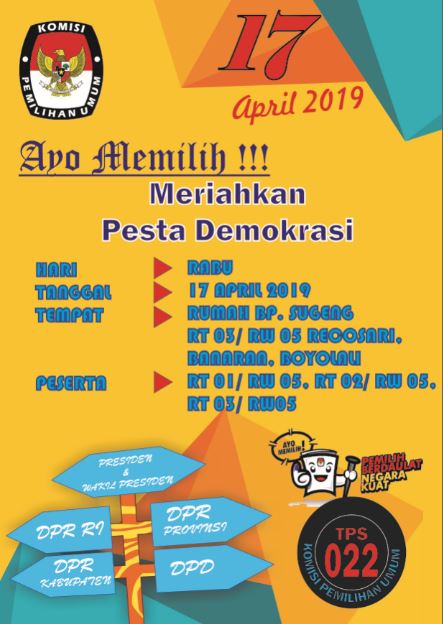 KOMISI
PEMILIHAN UMUM
17
April 2019
Ayo Memilih !!!
Meriahkan
Pesta Demokrasi
HARI RABU
TANGGAL 17 APRIL 2019
TEMPAT RUMAH BP. SUGENG
RT 03/ RW 05 RECOSARI,
BANARAN, BOYOLALI
PESERTA RT 01/ RW 05, RT 02/ RW 05,
RT 03/ RW05
PRESIDEN
&
WAKIL PRESIDEN
DPR RI
DPR
PROVINSI
DPR
KABUPATEN
DPD
AYO
MEMILIH!
PEMILIH
BERDAULAT
NEGARA
KUAT
TPS
022
KOMISI PEMILIHAN UMUM